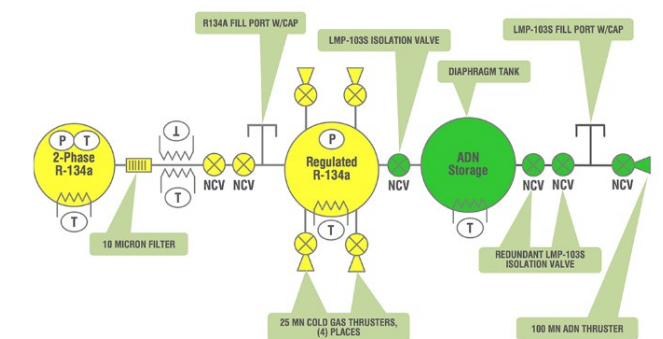 R134A FILL PORT W/CAP
LMP-103S ISOLATION VALVE
LMP-103S FILL PORT W/CAP
DIAPHRAGM TANK
P T
2-Phase
R-134a
T
T
T
NCV NCV
P
Regulated
R-134a
T
NCV
ADN
Storage
T
NCV NCV
NCV
10 MICRON FILTER
REDUNDANT LMP-103S
ISOLATION VALVE
25 MN COLD GAS THRUSTERS,
(4) PLACES
100 MN ADN THRUSTER